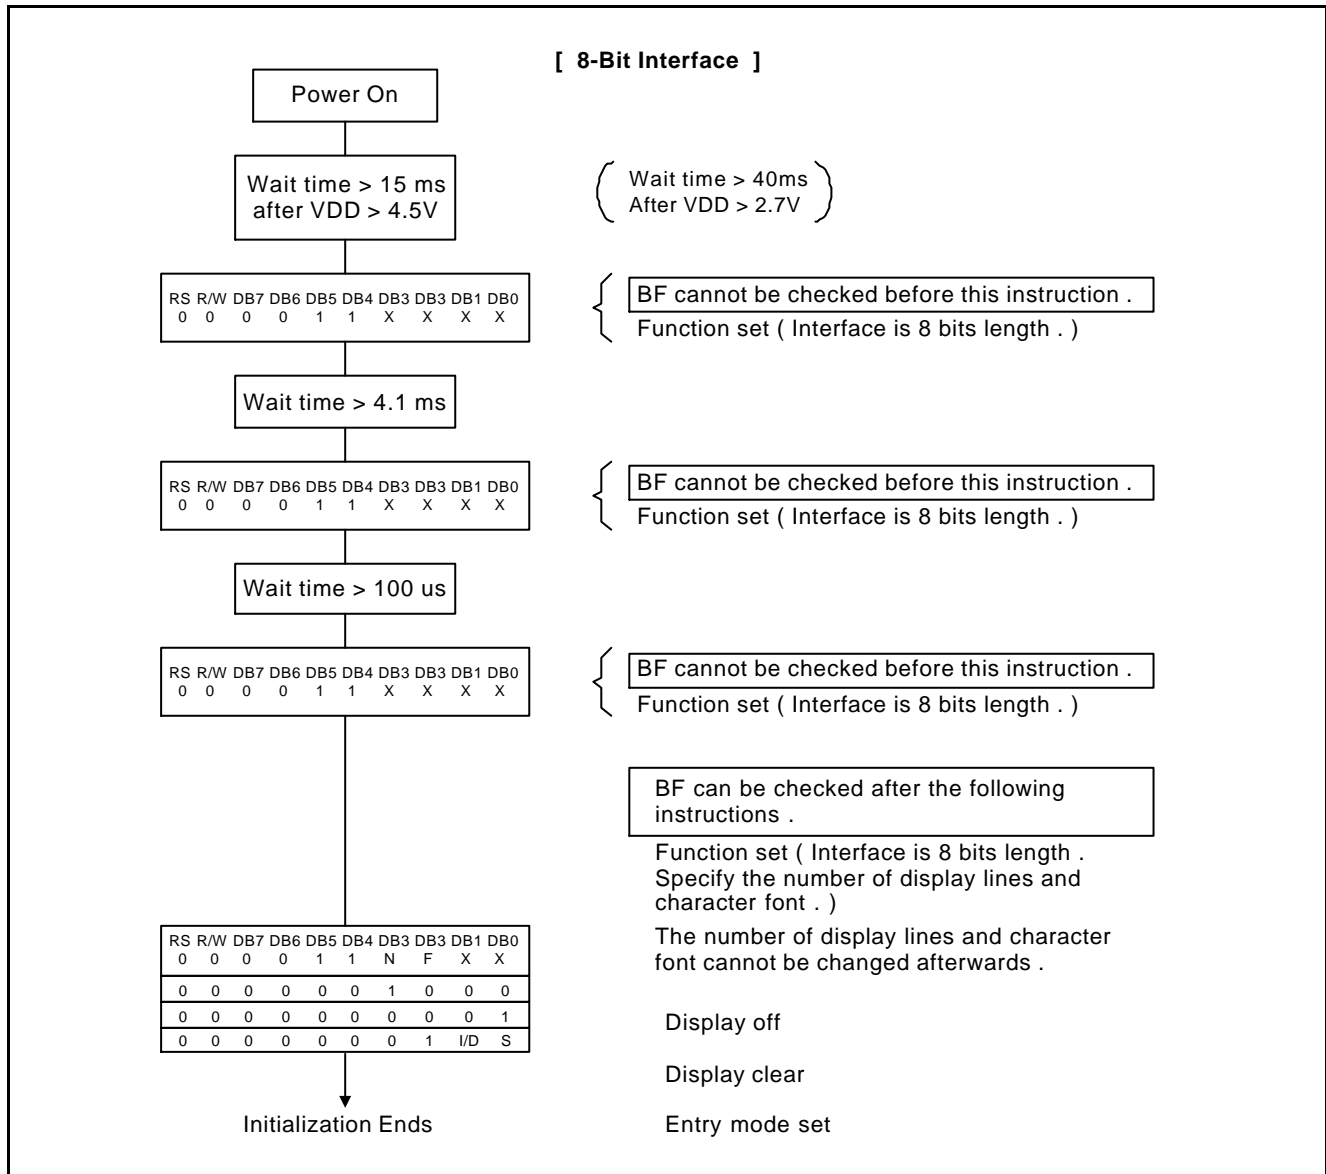 [ 8-Bit Interface ]
Power On
Wait time > 15 ms
after VDD > 4.5V
Wait time > 40ms
After VDD > 2.7V
RS R/W DB7 DB6 DB5 DB4 DB3 DB3 DB1 DB0
0 0 0 0 1 1 X X X X
BF cannot be checked before this instruction .
Function set ( Interface is 8 bits length . )
Wait time > 4.1 ms
RS R/W DB7 DB6 DB5 DB4 DB3 DB3 DB1 DB0
0 0 0 0 1 1 X X X X
BF cannot be checked before this instruction .
Function set ( Interface is 8 bits length . )
Wait time > 100 us
RS R/W DB7 DB6 DB5 DB4 DB3 DB3 DB1 DB0
0 0 0 0 1 1 X X X X
BF cannot be checked before this instruction .
Function set ( Interface is 8 bits length . )
BF can be checked after the following
instructions .
Function set ( Interface is 8 bits length .
Specify the number of display lines and
character font . )
The number of display lines and character
font cannot be changed afterwards .
RS R/W DB7 DB6 DB5 DB4 DB3 DB3 DB1 DB0
0 0 0 0 1 1 N F X X
0 0 0 0 0 0 1 0 0 0
0 0 0 0 0 0 0 0 0 1
0 0 0 0 0 0 0 1 I/D S
Display off
Display clear
Entry mode set
Initialization Ends